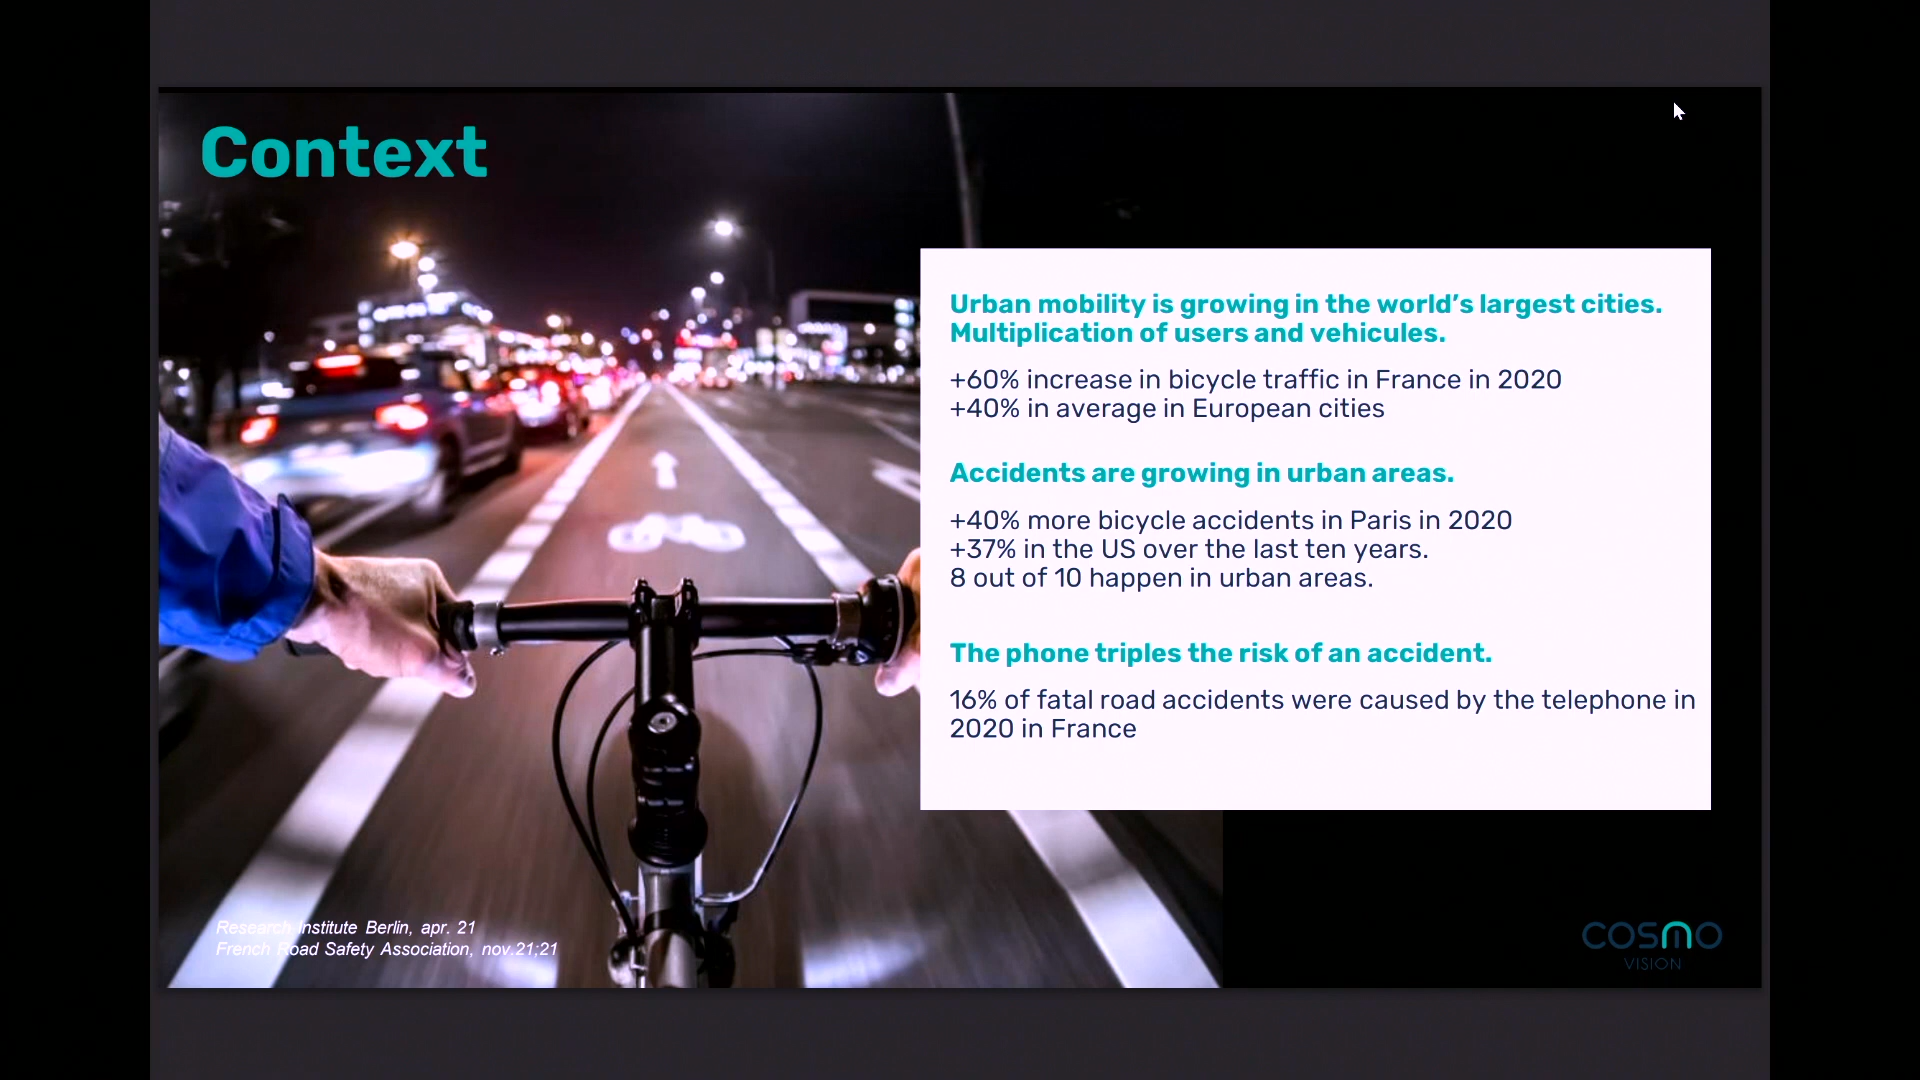 Context
Urban mobility is growing in the world’s largest cities.
Multiplication of users and vehicules.
+60% increase in bicycle traffic in France in 2020
+40% in average in European cities
Accidents are growing in urban areas.
+40% more bicycle accidents in Paris in 2020
+37% in the US over the last ten years.
8 out of 10 happen in urban areas.
The phone triples the risk of an accident.
16% of fatal road accidents were caused by the telephone in
2020 in France
Research Institute Berlin, apr. 21
French Road Safety Association, nov.21;21
COSMO
VISION